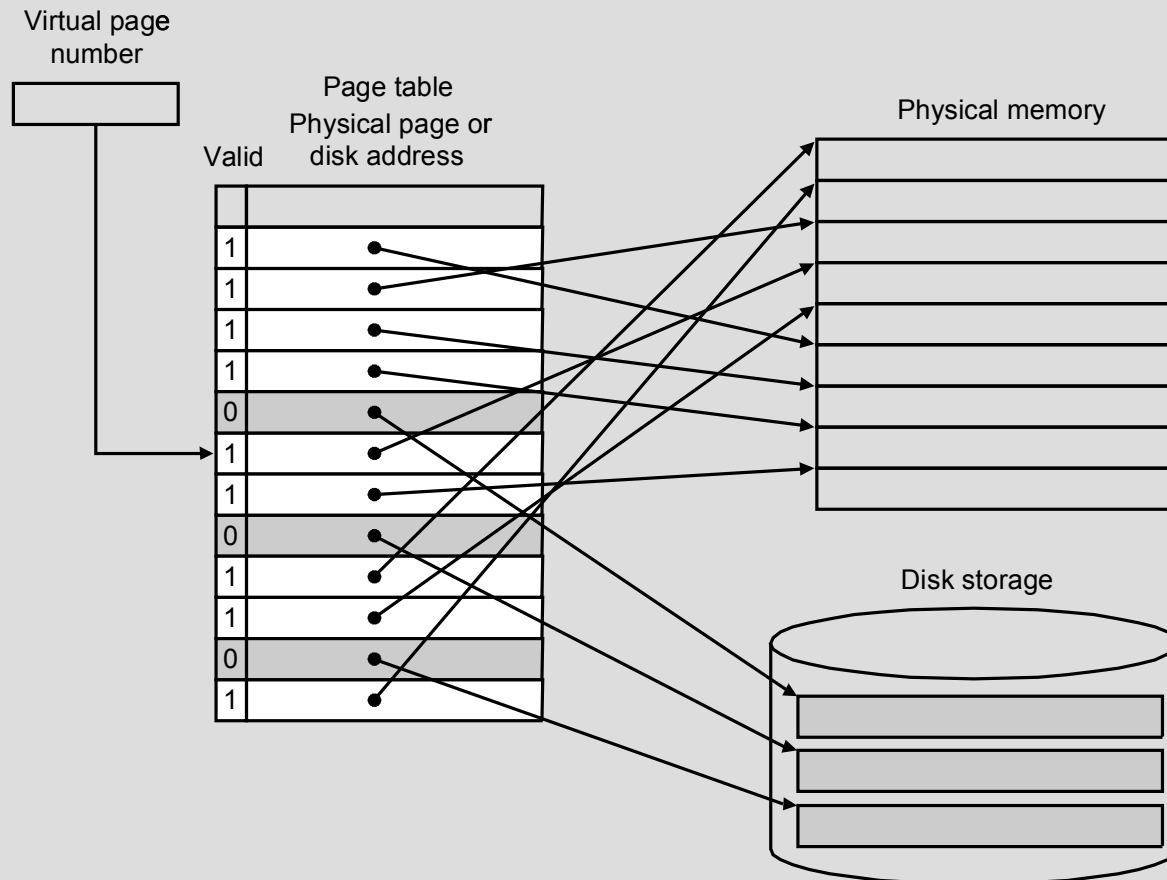 Virtual page
number
Page table
Physical page or
disk address
Valid
1
1
1
1
0
1
1
0
1
1
0
1
Physical memory
Disk storage